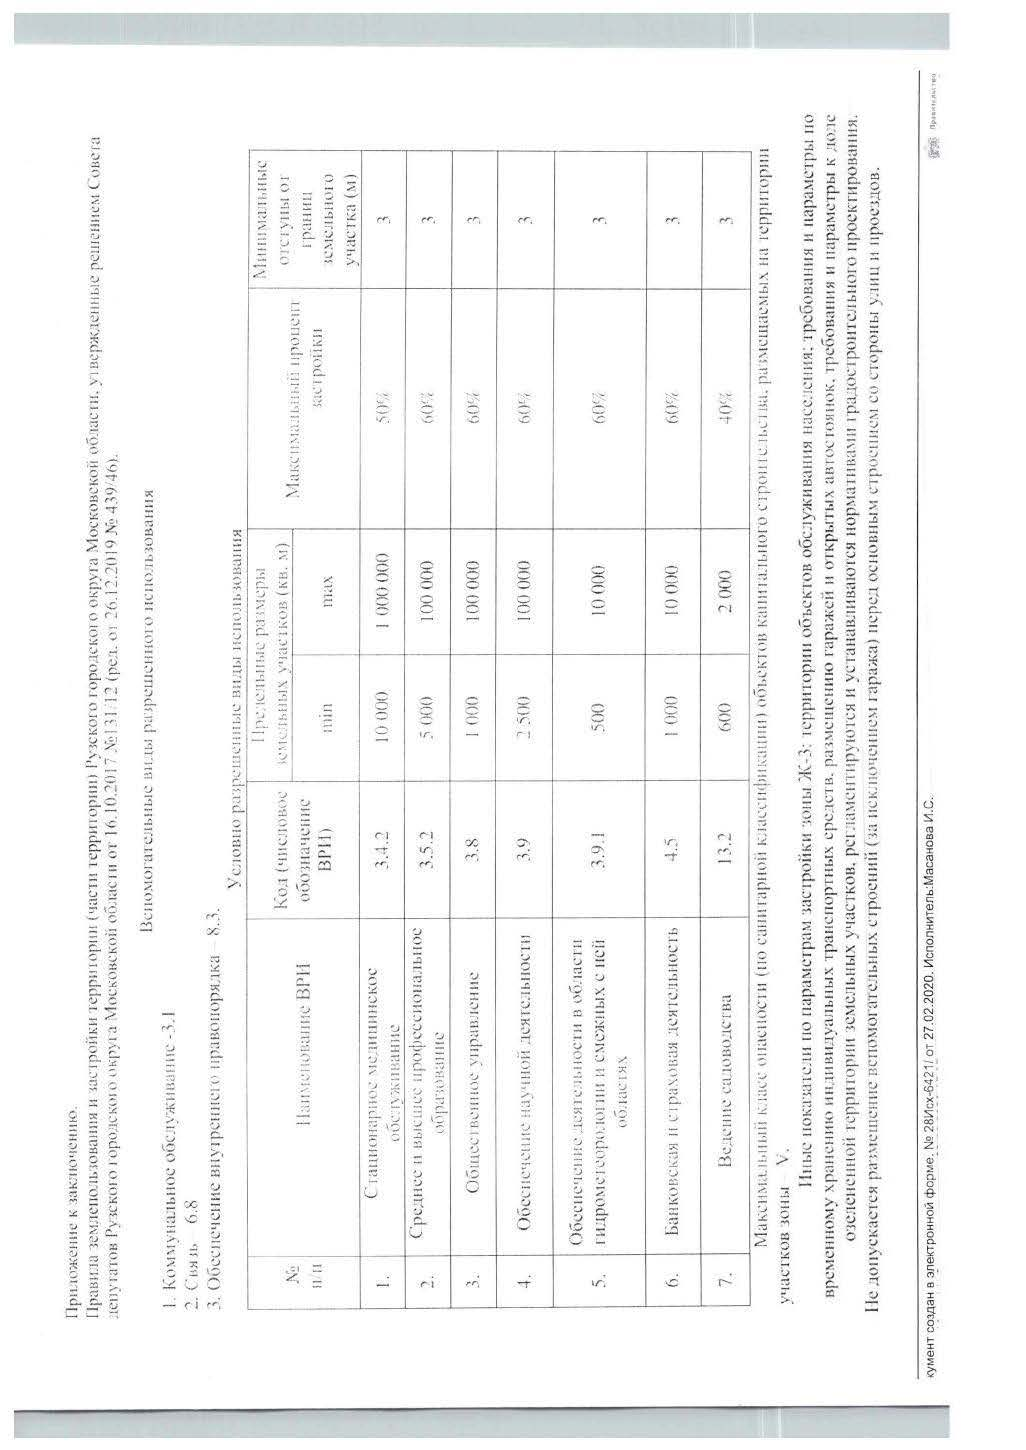 Приложение к заключению.
Правила землепользования и застройки территории (части территории) Рузского городского округа Московской области, утвержденные решением Совета
депутатов Рузского городского округа Московской области от 16.10.2017 №131/12 (ред. от 26.12.2019 № 439/46).
Вспомогательные виды разрешенного использования
1. Коммунальное обслуживание -3.1
2. Связь – 6.8
3. Обеспечение внутреннего правопорядка – 8.3.
Условно разрешенные виды использования
№ п/п | Наименование ВРИ | Код (числовое обозначение ВРИ) | Предельные размеры земельных участков (кв. м) | Максимальный процент застройки | Минимальные отступы от границ земельного участка (м)
min | max
1. | Стационарное медицинское обслуживание | 3.4.2 | 10 000 | 1 000 000 | 50% | 3
2. | Среднее и высшее профессиональное образование | 3.5.2 | 5 000 | 100 000 | 60% | 3
3. | Общественное управление | 3.8 | 1 000 | 100 000 | 60% | 3
4. | Обеспечение научной деятельности | 3.9 | 2 500 | 100 000 | 60% | 3
5. | Обеспечение деятельности в области гидрометеорологии и смежных с ней областях | 3.9.1 | 500 | 10 000 | 60% | 3
6. | Банковская и страховая деятельность | 4.5 | 1 000 | 10 000 | 60% | 3
7. | Ведение садоводства | 13.2 | 600 | 2 000 | 40% | 3
Максимальный класс опасности (по санитарной классификации) объектов капитального строительства, размещаемых на территории
участков зоны V.
Иные показатели по параметрам застройки зоны Ж-3: территории объектов обслуживания населения; требования и параметры по
временному хранению индивидуальных транспортных средств, размещению гаражей и открытых автостоянок, требования и параметры к доле
озелененной территории земельных участков, регламентируются и устанавливаются нормативами градостроительного проектирования.
Не допускается размещение вспомогательных строений (за исключением гаража) перед основным строением со стороны улиц и проездов.
кумент создан в электронной форме. № 28Исх-6421/ от 27.02.2020. Исполнитель:Масанова И.С.
Правительство